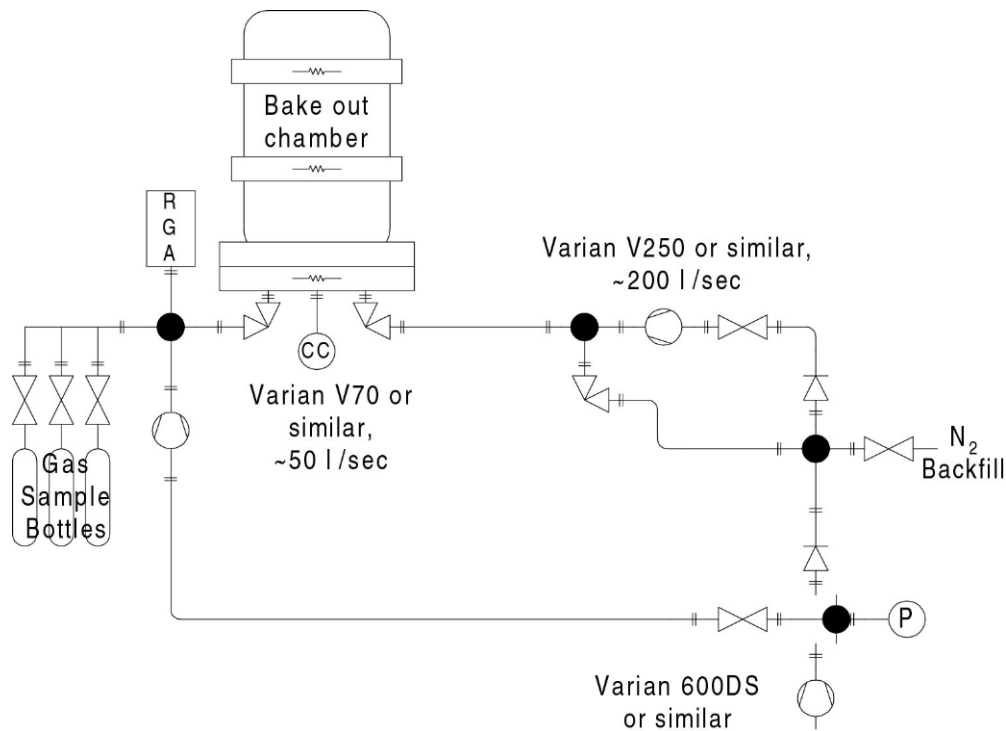 Bake out
chamber
R
G
A
Varian V250 or similar,
~200 l/sec
CC
Varian V70 or
similar,
~50 l/sec
N2
Backfill
Gas
Sample
Bottles
P
Varian 600DS
or similar